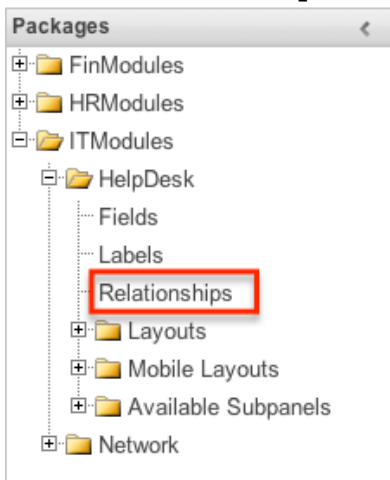 Packages
FinModules
HRModules
ITModules
HelpDesk
Fields
Labels
Relationships
Layouts
Mobile Layouts
Available Subpanels
Network